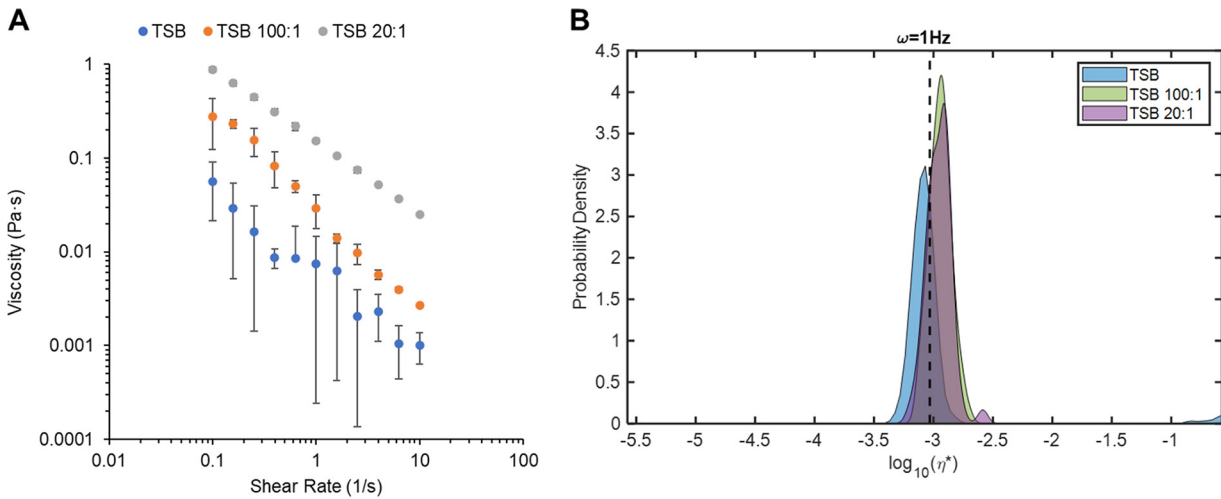 A
TSB TSB 100:1 TSB 20:1
1
0.1
0.01
0.001
0.0001
Viscosity (Pa·s)
0.01 0.1 1 10 100
Shear Rate (1/s)
B
ω=1Hz
4.5
4
3.5
3
2.5
2
1.5
1
0.5
0
Probability Density
TSB
TSB 100:1
TSB 20:1
-5.5 -5 -4.5 -4 -3.5 -3 -2.5 -2 -1.5 -1
log10(η*)